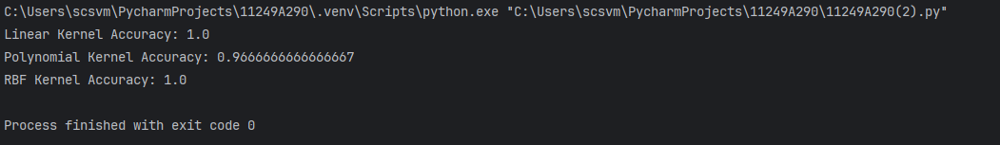 C:\Users\scsvm\PycharmProjects\11249A290\.venv\Scripts\python.exe "C:\Users\scsvm\PycharmProjects\11249A290\11249A290(2).py"
Linear Kernel Accuracy: 1.0
Polynomial Kernel Accuracy: 0.9666666666666667
RBF Kernel Accuracy: 1.0
Process finished with exit code 0